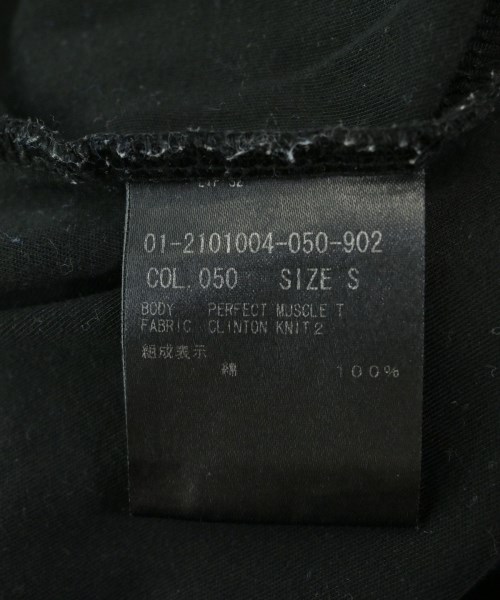 01-2101004-050-902
COL.050 SIZE S
BODY PERFECT MUSCLE T
FABRIC CLINTON KNIT2
組成表示
綿 100%